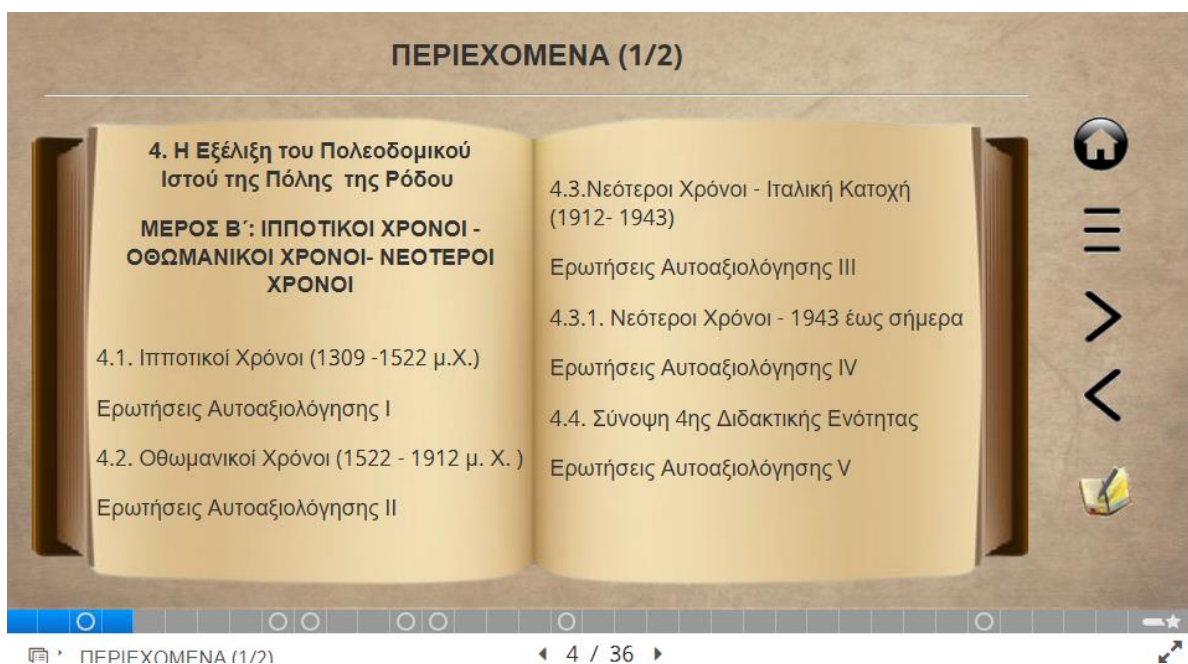 ΠΕΡΙΕΧΟΜΕΝΑ (1/2)
4. Η Εξέλιξη του Πολεοδομικού
Ιστού της Πόλης της Ρόδου
ΜΕΡΟΣ Β΄: ΙΠΠΟΤΙΚΟΙ ΧΡΟΝΟΙ -
ΟΘΩΜΑΝΙΚΟΙ ΧΡΟΝΟΙ- ΝΕΟΤΕΡΟΙ
ΧΡΟΝΟΙ
4.1. Ιπποτικοί Χρόνοι (1309 -1522 μ.Χ.)
Ερωτήσεις Αυτοαξιολόγησης Ι
4.2. Οθωμανικοί Χρόνοι (1522 - 1912 μ. Χ. )
Ερωτήσεις Αυτοαξιολόγησης ΙΙ
4.3.Νεότεροι Χρόνοι - Ιταλική Κατοχή
(1912- 1943)
Ερωτήσεις Αυτοαξιολόγησης ΙΙΙ
4.3.1. Νεότεροι Χρόνοι - 1943 έως σήμερα
Ερωτήσεις Αυτοαξιολόγησης IV
4.4. Σύνοψη 4ης Διδακτικής Ενότητας
Ερωτήσεις Αυτοαξιολόγησης V
ΠΕΡΙΕΧΟΜΕΝΑ (1/2)
4 / 36